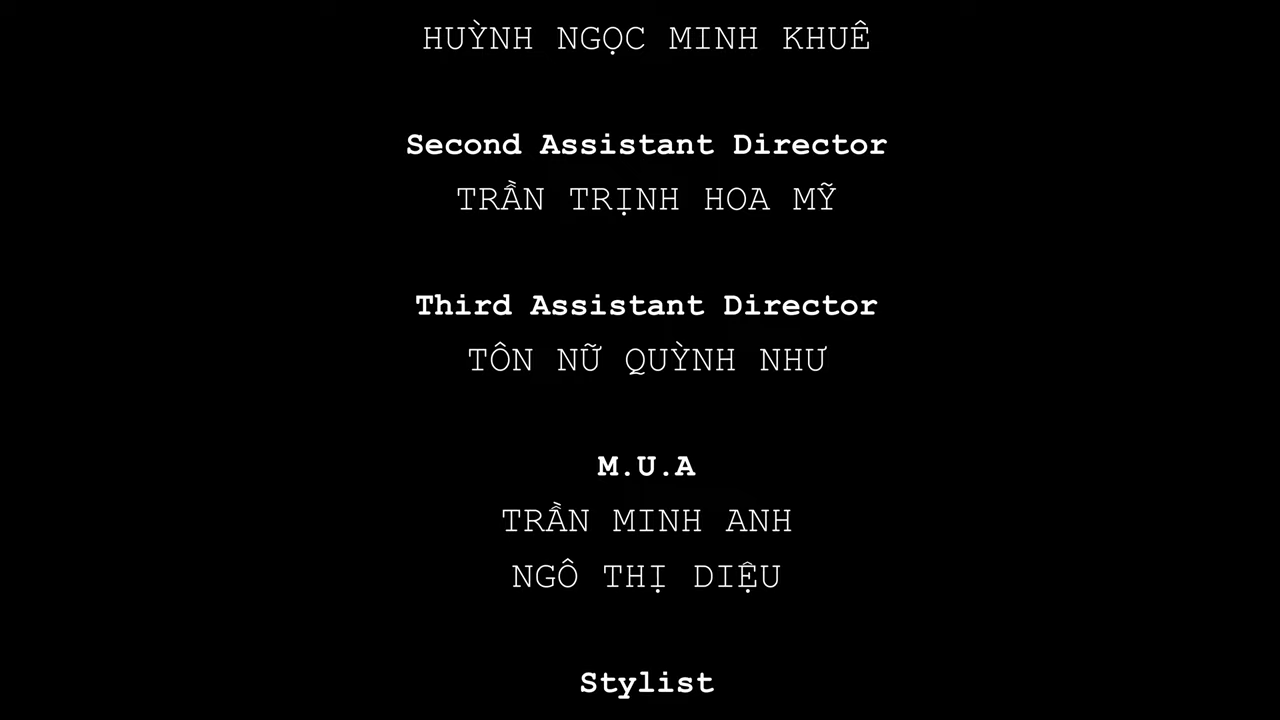 HUỲNH NGỌC MINH KHUÊ
Second Assistant Director
TRẦN TRỊNH HOA MỸ
Third Assistant Director
TÔN NỮ QUỲNH NHƯ
M.U.A
TRẦN MINH ANH
NGÔ THỊ DIỆU
Stylist